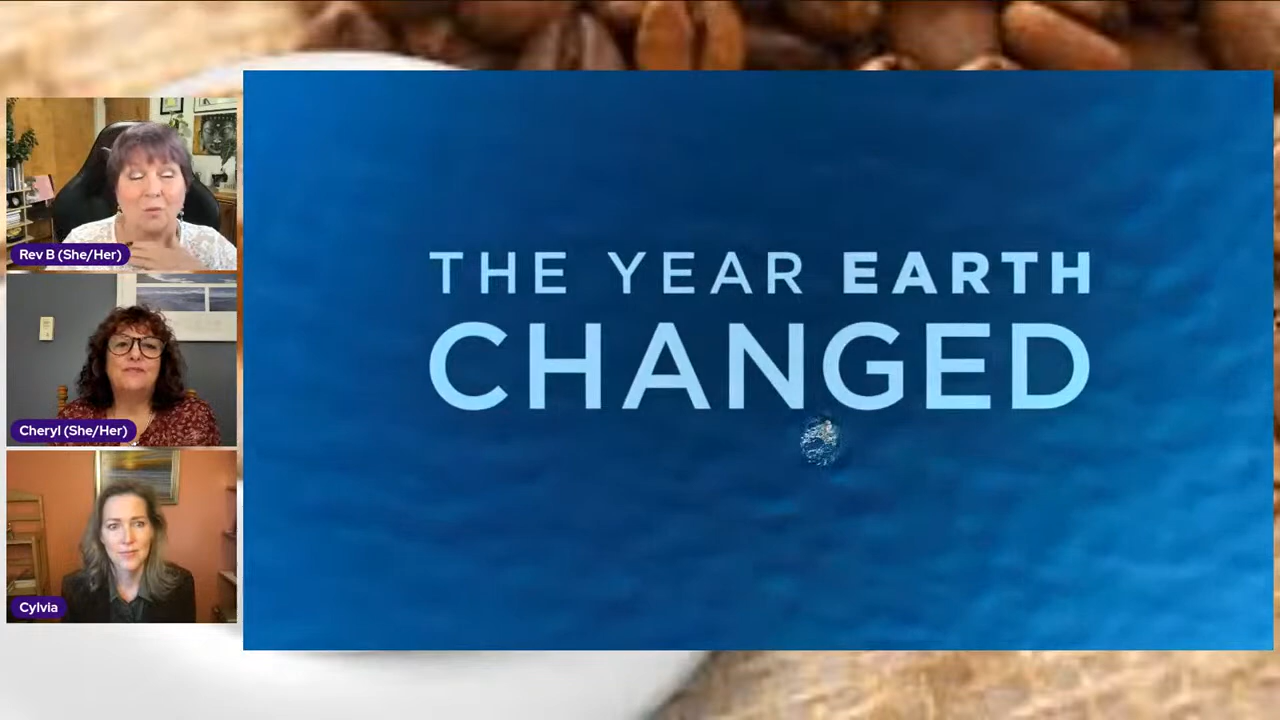 Rev B (She/Her)
Cheryl (She/Her)
Cylvia
THE YEAR EARTH
CHANGED